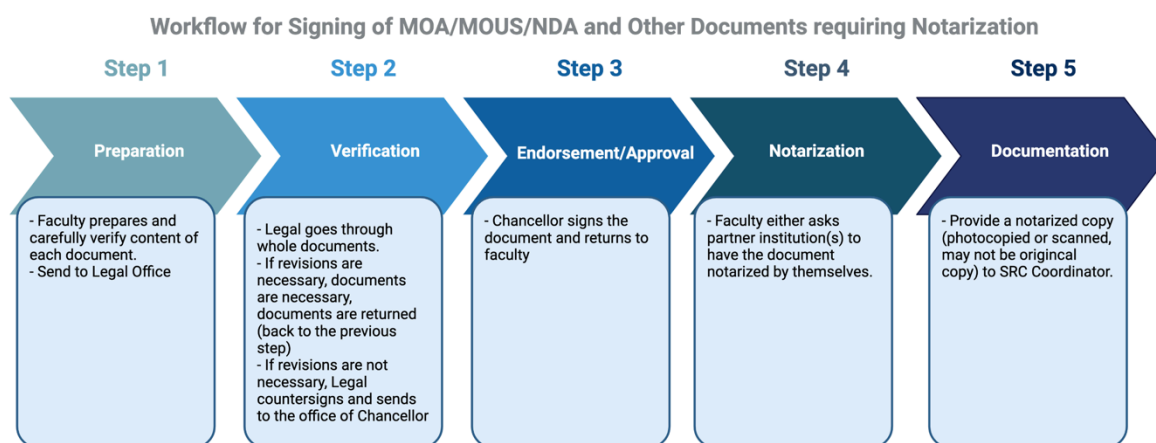 Workflow for Signing of MOA/MOUS/NDA and Other Documents requiring Notarization
Step 1
Preparation
- Faculty prepares and
carefully verify content of
each document.
- Send to Legal Office
Step 2
Verification
- Legal goes through
whole documents.
- If revisions are
necessary, documents
are necessary,
documents are returned
(back to the previous
step)
- If revisions are not
necessary, Legal
countersigns and sends
to the office of Chancellor
Step 3
Endorsement/Approval
- Chancellor signs the
document and returns to
faculty
Step 4
Notarization
- Faculty either asks
partner institution(s) to
have the document
notarized by themselves.
Step 5
Documentation
- Provide a notarized copy
(photocopied or scanned,
may not be origincal
copy) to SRC Coordinator.